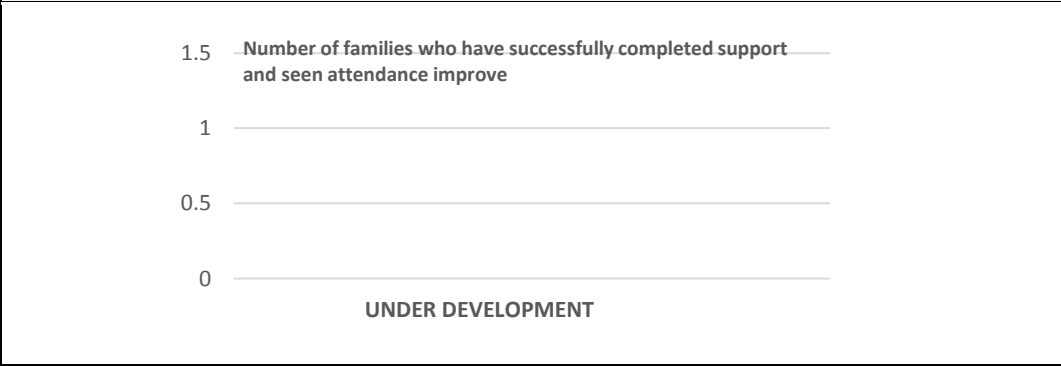 Number of families who have successfully completed support
and seen attendance improve
1.5
1
0.5
0
UNDER DEVELOPMENT